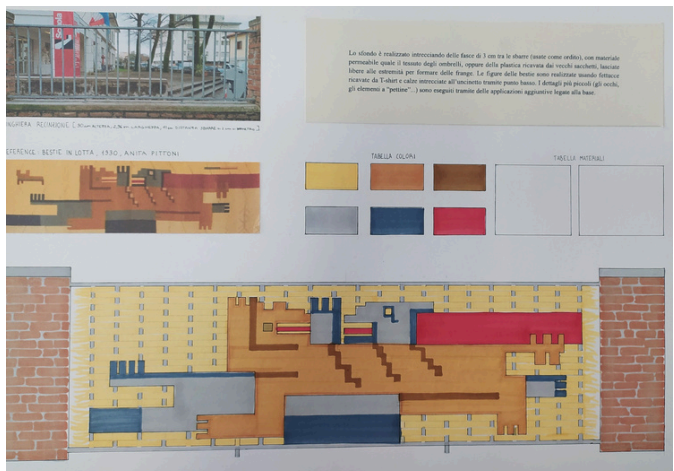 Lo sfondo è realizzato intrecciando delle fasce di 3 cm tra le sbarre (usate come ordito), con materiale
permeabile quale il tessuto degli ombrelli, oppure della plastica ricavata dai vecchi sacchetti, lasciate
libere alle estremità per formare delle frange. Le figure delle bestie sono realizzate usando fettucce
ricavate da T-shirt e calze intrecciate all'uncinetto tramite punto basso. I dettagli più piccoli (gli occhi,
gli elementi a "pettine"...) sono eseguiti tramite delle applicazioni aggiuntive legate alla base.
INGHIERA RECINZIONE
EFERENCE: BESTIE IN LOTTA, 1930, ANITA PITTONI
TABELLA COLORI
TABELLA MATERIALI